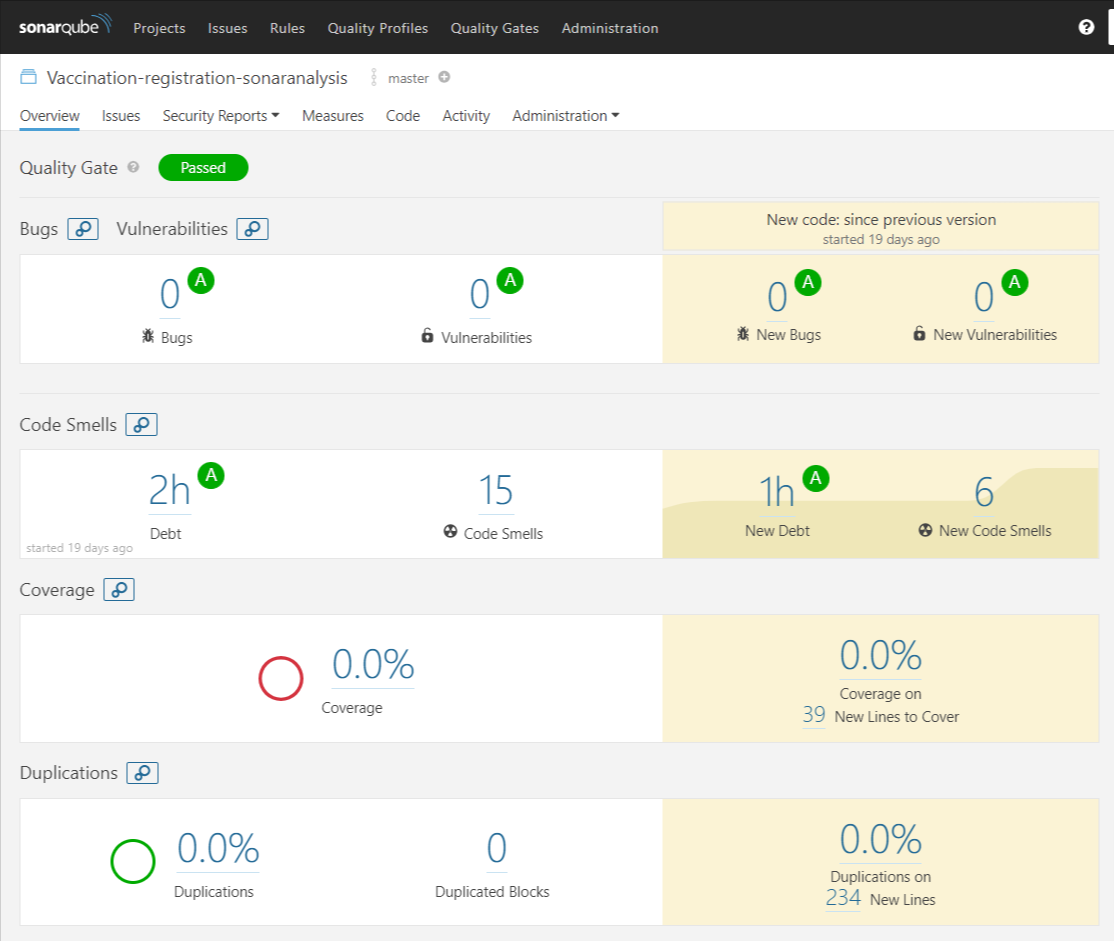 sonarqube Projects Issues Rules Quality Profiles Quality Gates Administration ?
Vaccination-registration-sonaranalysis master
Overview Issues Security Reports Measures Code Activity Administration
Quality Gate ? Passed
Bugs Vulnerabilities
New code: since previous version
started 19 days ago
0 A
Bugs
0 A
Vulnerabilities
0 A
New Bugs
0 A
New Vulnerabilities
Code Smells
2h A
Debt
started 19 days ago
15
Code Smells
1h A
New Debt
6
New Code Smells
Coverage
0.0%
Coverage
0.0%
Coverage on
39 New Lines to Cover
Duplications
0.0%
Duplications
0
Duplicated Blocks
0.0%
Duplications on
234 New Lines